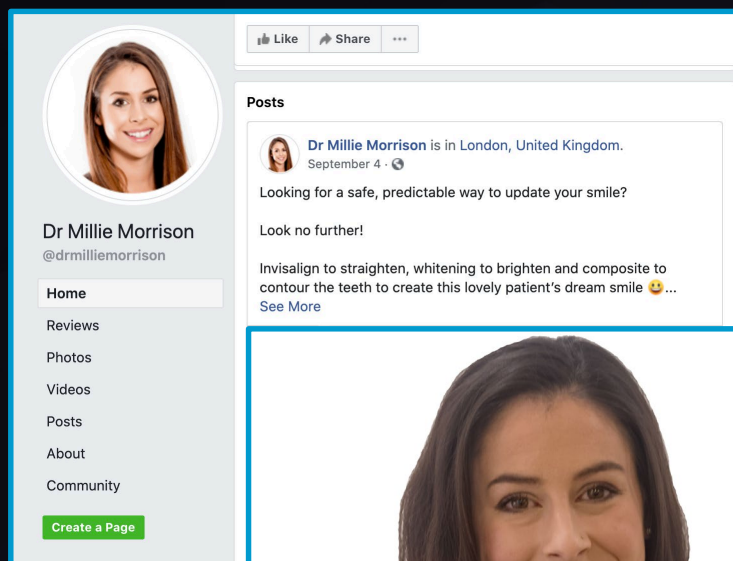 Like
Share
Posts
Dr Millie Morrison is in London, United Kingdom.
September 4 ·
Looking for a safe, predictable way to update your smile?
Look no further!
Invisalign to straighten, whitening to brighten and composite to
contour the teeth to create this lovely patient's dream smile 😃...
See More
Dr Millie Morrison
@drmilliemorrison
Home
Reviews
Photos
Videos
Posts
About
Community
Create a Page